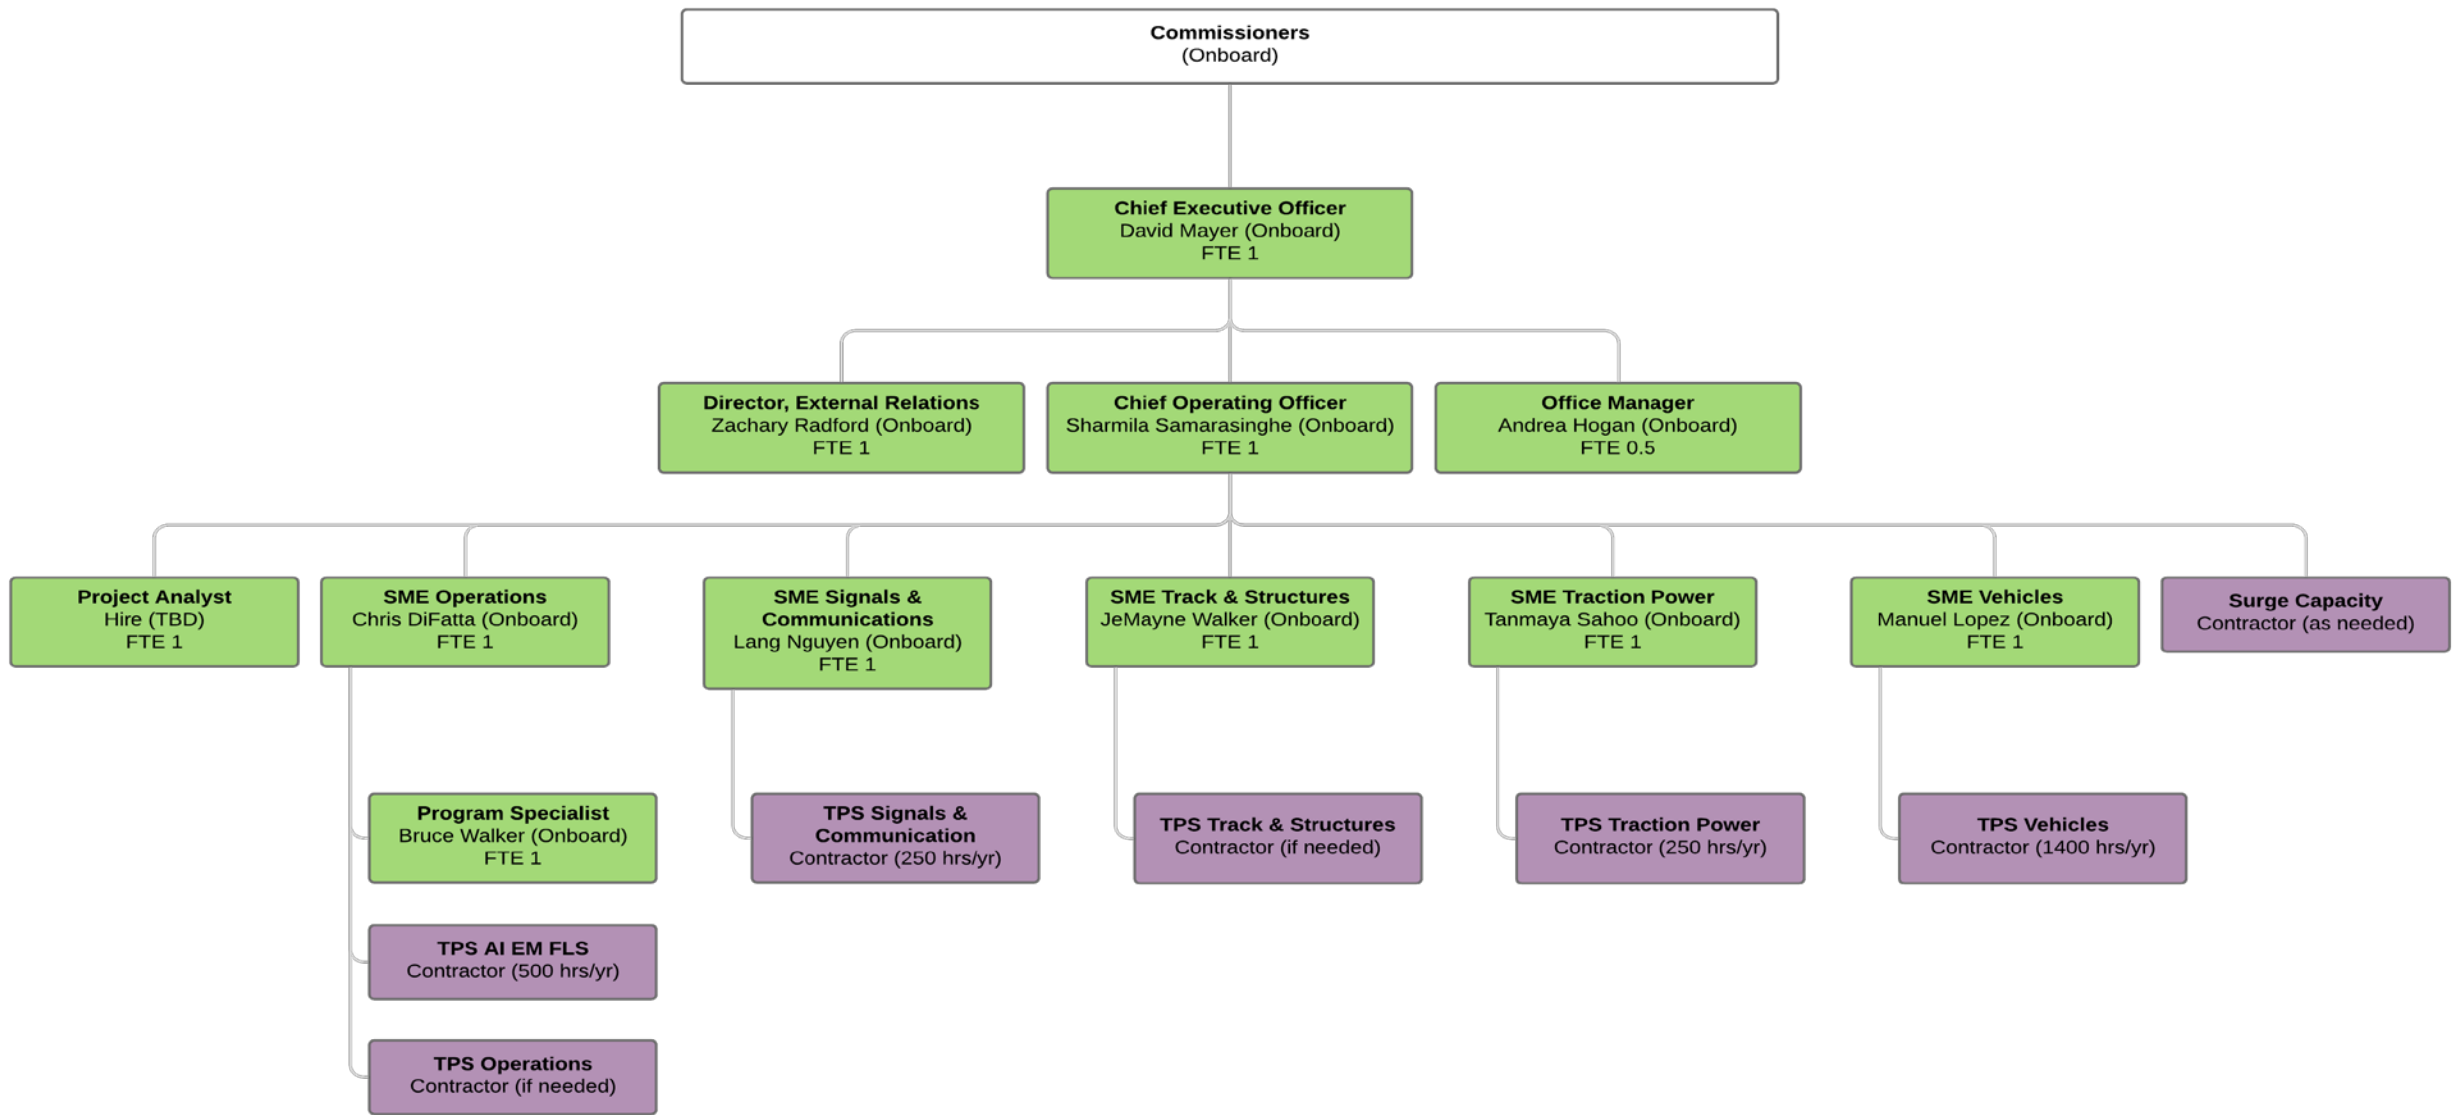 Commissioners
(Onboard)
Chief Executive Officer
David Mayer (Onboard)
FTE 1
Director, External Relations
Zachary Radford (Onboard)
FTE 1
Chief Operating Officer
Sharmila Samarasinghe (Onboard)
FTE 1
Office Manager
Andrea Hogan (Onboard)
FTE 0.5
Project Analyst
Hire (TBD)
FTE 1
SME Operations
Chris DiFatta (Onboard)
FTE 1
SME Signals &
Communications
Lang Nguyen (Onboard)
FTE 1
SME Track & Structures
JeMayne Walker (Onboard)
FTE 1
SME Traction Power
Tanmaya Sahoo (Onboard)
FTE 1
SME Vehicles
Manuel Lopez (Onboard)
FTE 1
Surge Capacity
Contractor (as needed)
Program Specialist
Bruce Walker (Onboard)
FTE 1
TPS Signals &
Communication
Contractor (250 hrs/yr)
TPS Track & Structures
Contractor (if needed)
TPS Traction Power
Contractor (250 hrs/yr)
TPS Vehicles
Contractor (1400 hrs/yr)
TPS AI EM FLS
Contractor (500 hrs/yr)
TPS Operations
Contractor (if needed)